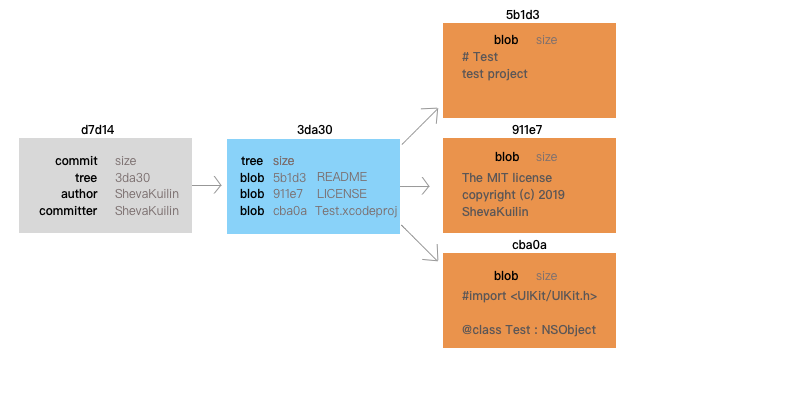 d7d14
commit size
tree 3da30
author ShevaKuilin
committer ShevaKuilin
3da30
tree size
blob 5b1d3 README
blob 911e7 LICENSE
blob cba0a Test.xcodeproj
5b1d3
blob size
# Test
test project
911e7
blob size
The MIT license
copyright (c) 2019
ShevaKuilin
cba0a
blob size
#import <UIKit/UIKit.h>
@class Test : NSObject